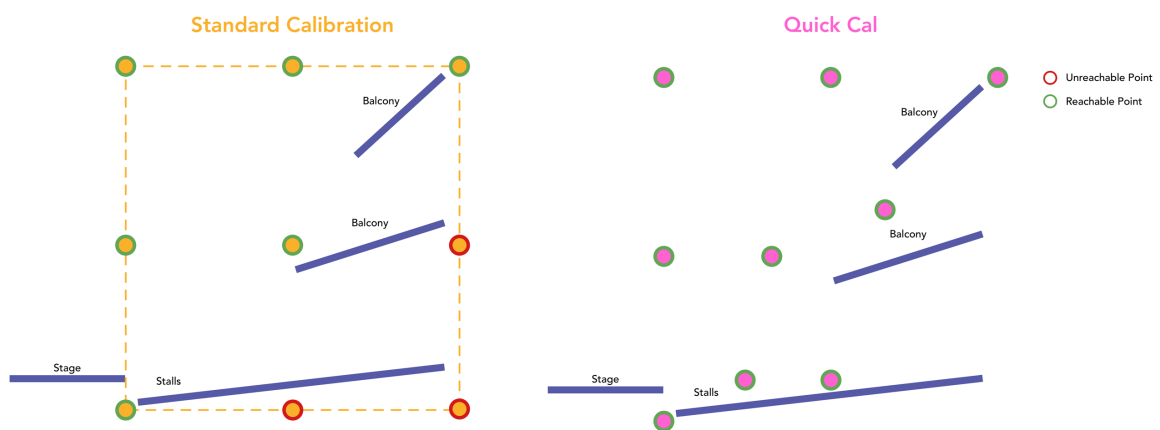 Standard Calibration
Balcony
Balcony
Stage
Stalls
Quick Cal
Balcony
Balcony
Stage
Stalls
Unreachable Point
Reachable Point